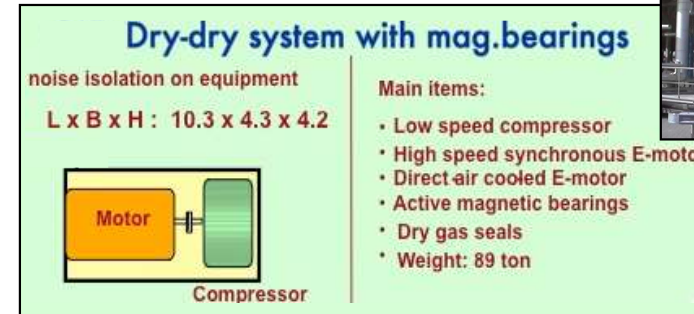 Dry-dry system with mag.bearings
noise isolation on equipment
L x B x H : 10.3 x 4.3 x 4.2
Motor
Compressor
Main items:
• Low speed compressor
• High speed synchronous E-moto
• Direct air cooled E-motor
• Active magnetic bearings
• Dry gas seals
• Weight: 89 ton